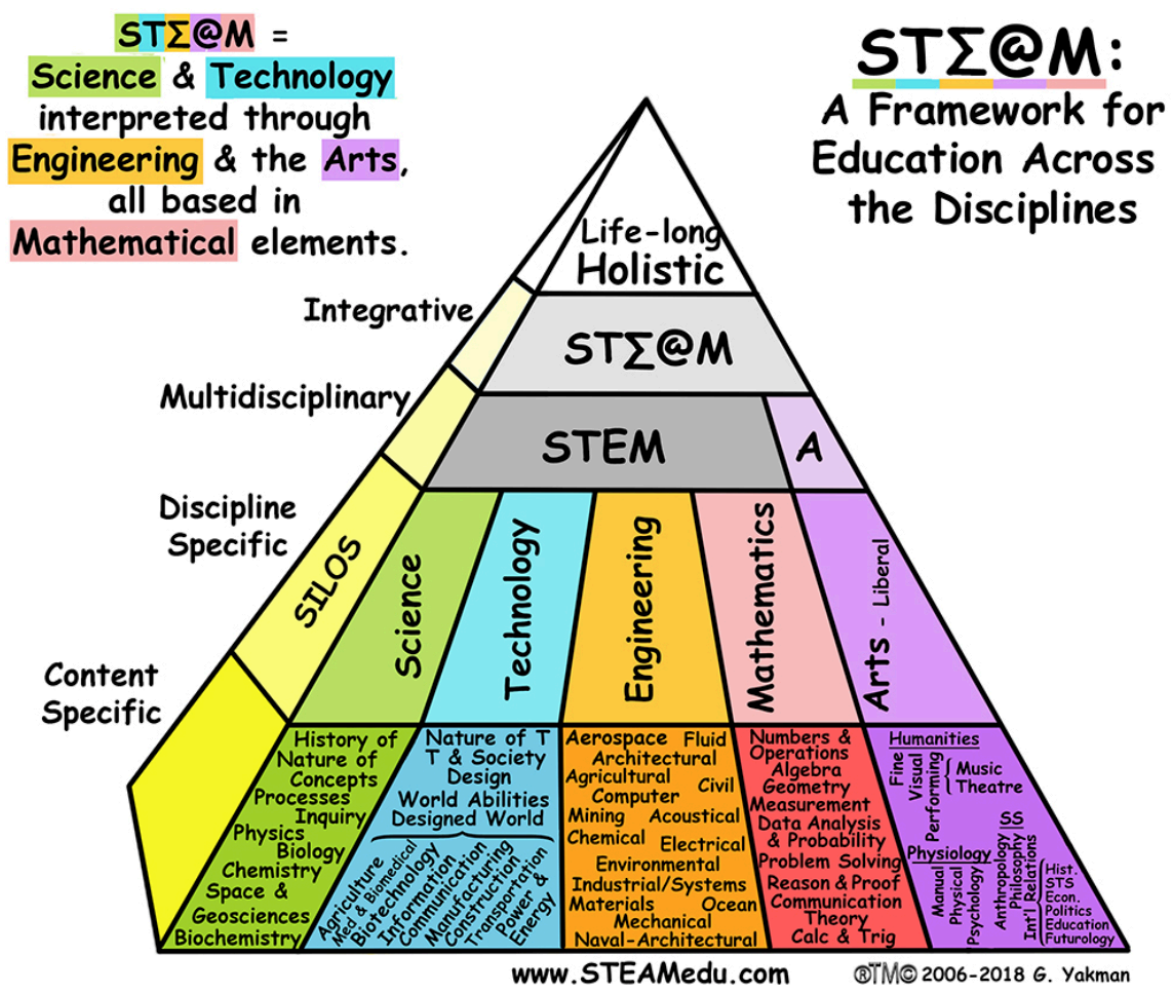 STΣ@M =
Science & Technology
interpreted through
Engineering & the Arts,
all based in
Mathematical elements.
STΣ@M:
A Framework for
Education Across
the Disciplines
Life-long
Holistic
Integrative
STΣ@M
Multidisciplinary
STEM
A
Discipline
Specific
SILOS
Science
Technology
Engineering
Mathematics
Arts - Liberal
Content
Specific
History of
Nature of
Concepts
Processes
Inquiry
Physics
Biology
Chemistry
Space &
Geosciences
Biochemistry
Nature of T
T & Society
Design
World Abilities
Designed World
Agriculture
Med. & Biomedical
Biotechnology
Information
Communication
Manufacturing
Construction
Transportation
Power &
Energy
Aerospace Fluid
Architectural
Agricultural
Civil
Computer
Mining Acoustical
Chemical Electrical
Environmental
Industrial/Systems
Materials Ocean
Mechanical
Naval-Architectural
Numbers &
Operations
Algebra
Geometry
Measurement
Data Analysis
& Probability
Problem Solving
Reason & Proof
Communication
Theory
Calc & Trig
Humanities
Fine
Visual
Performing
Music
Theatre
Physiology
Manual
Physical
Psychology
SS
Anthropology
Philosophy
Int'l Relations
Hist.
STS
Econ.
Politics
Education
Futurology
www.STEAMedu.com
®TM© 2006-2018 G. Yakman